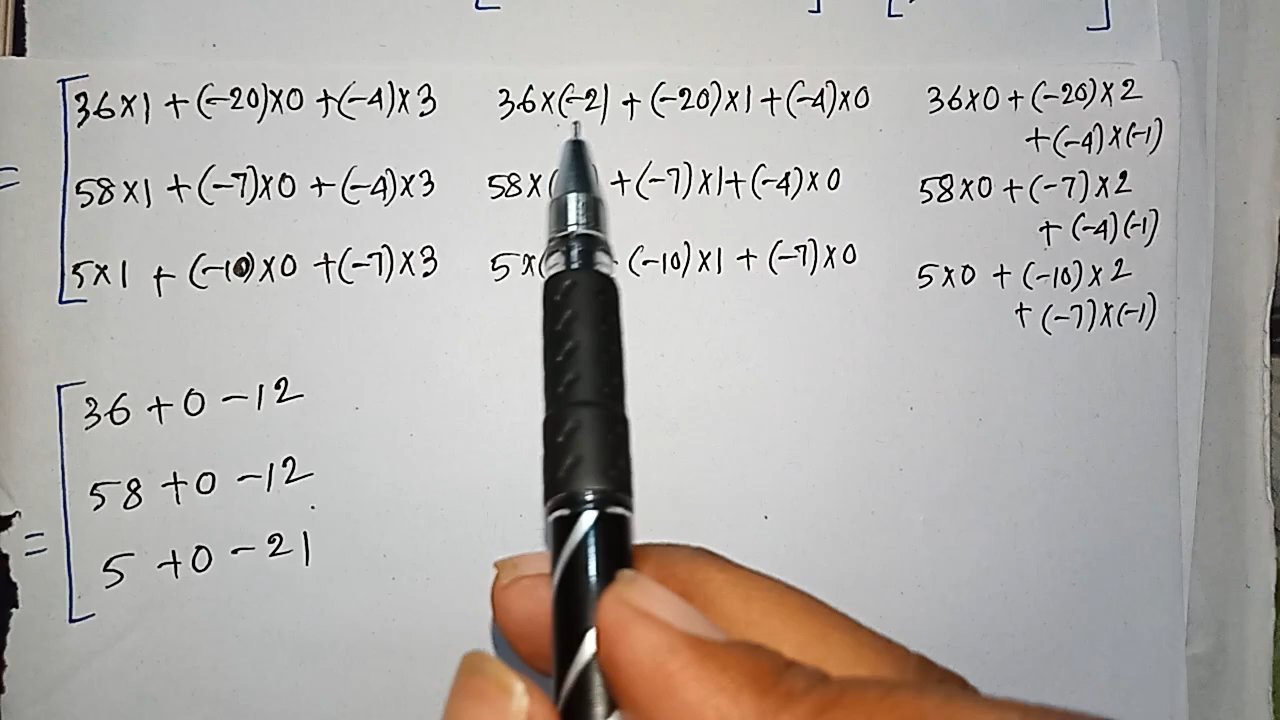 36×1 + (-20)×0 + (-4)×3 36×(-2) + (-20)×1 + (-4)×0 36×0 + (-20)×2
+ (-4)×(-1)
= 58×1 + (-7)×0 + (-4)×3 58×( + (-7)×1 + (-4)×0 58×0 + (-7)×2
+ (-4)(-1)
5×1 + (-10)×0 + (-7)×3 5×( (-10)×1 + (-7)×0 5×0 + (-10)×2
+ (-7)×(-1)
36 + 0 - 12
58 + 0 - 12
= 5 + 0 - 21